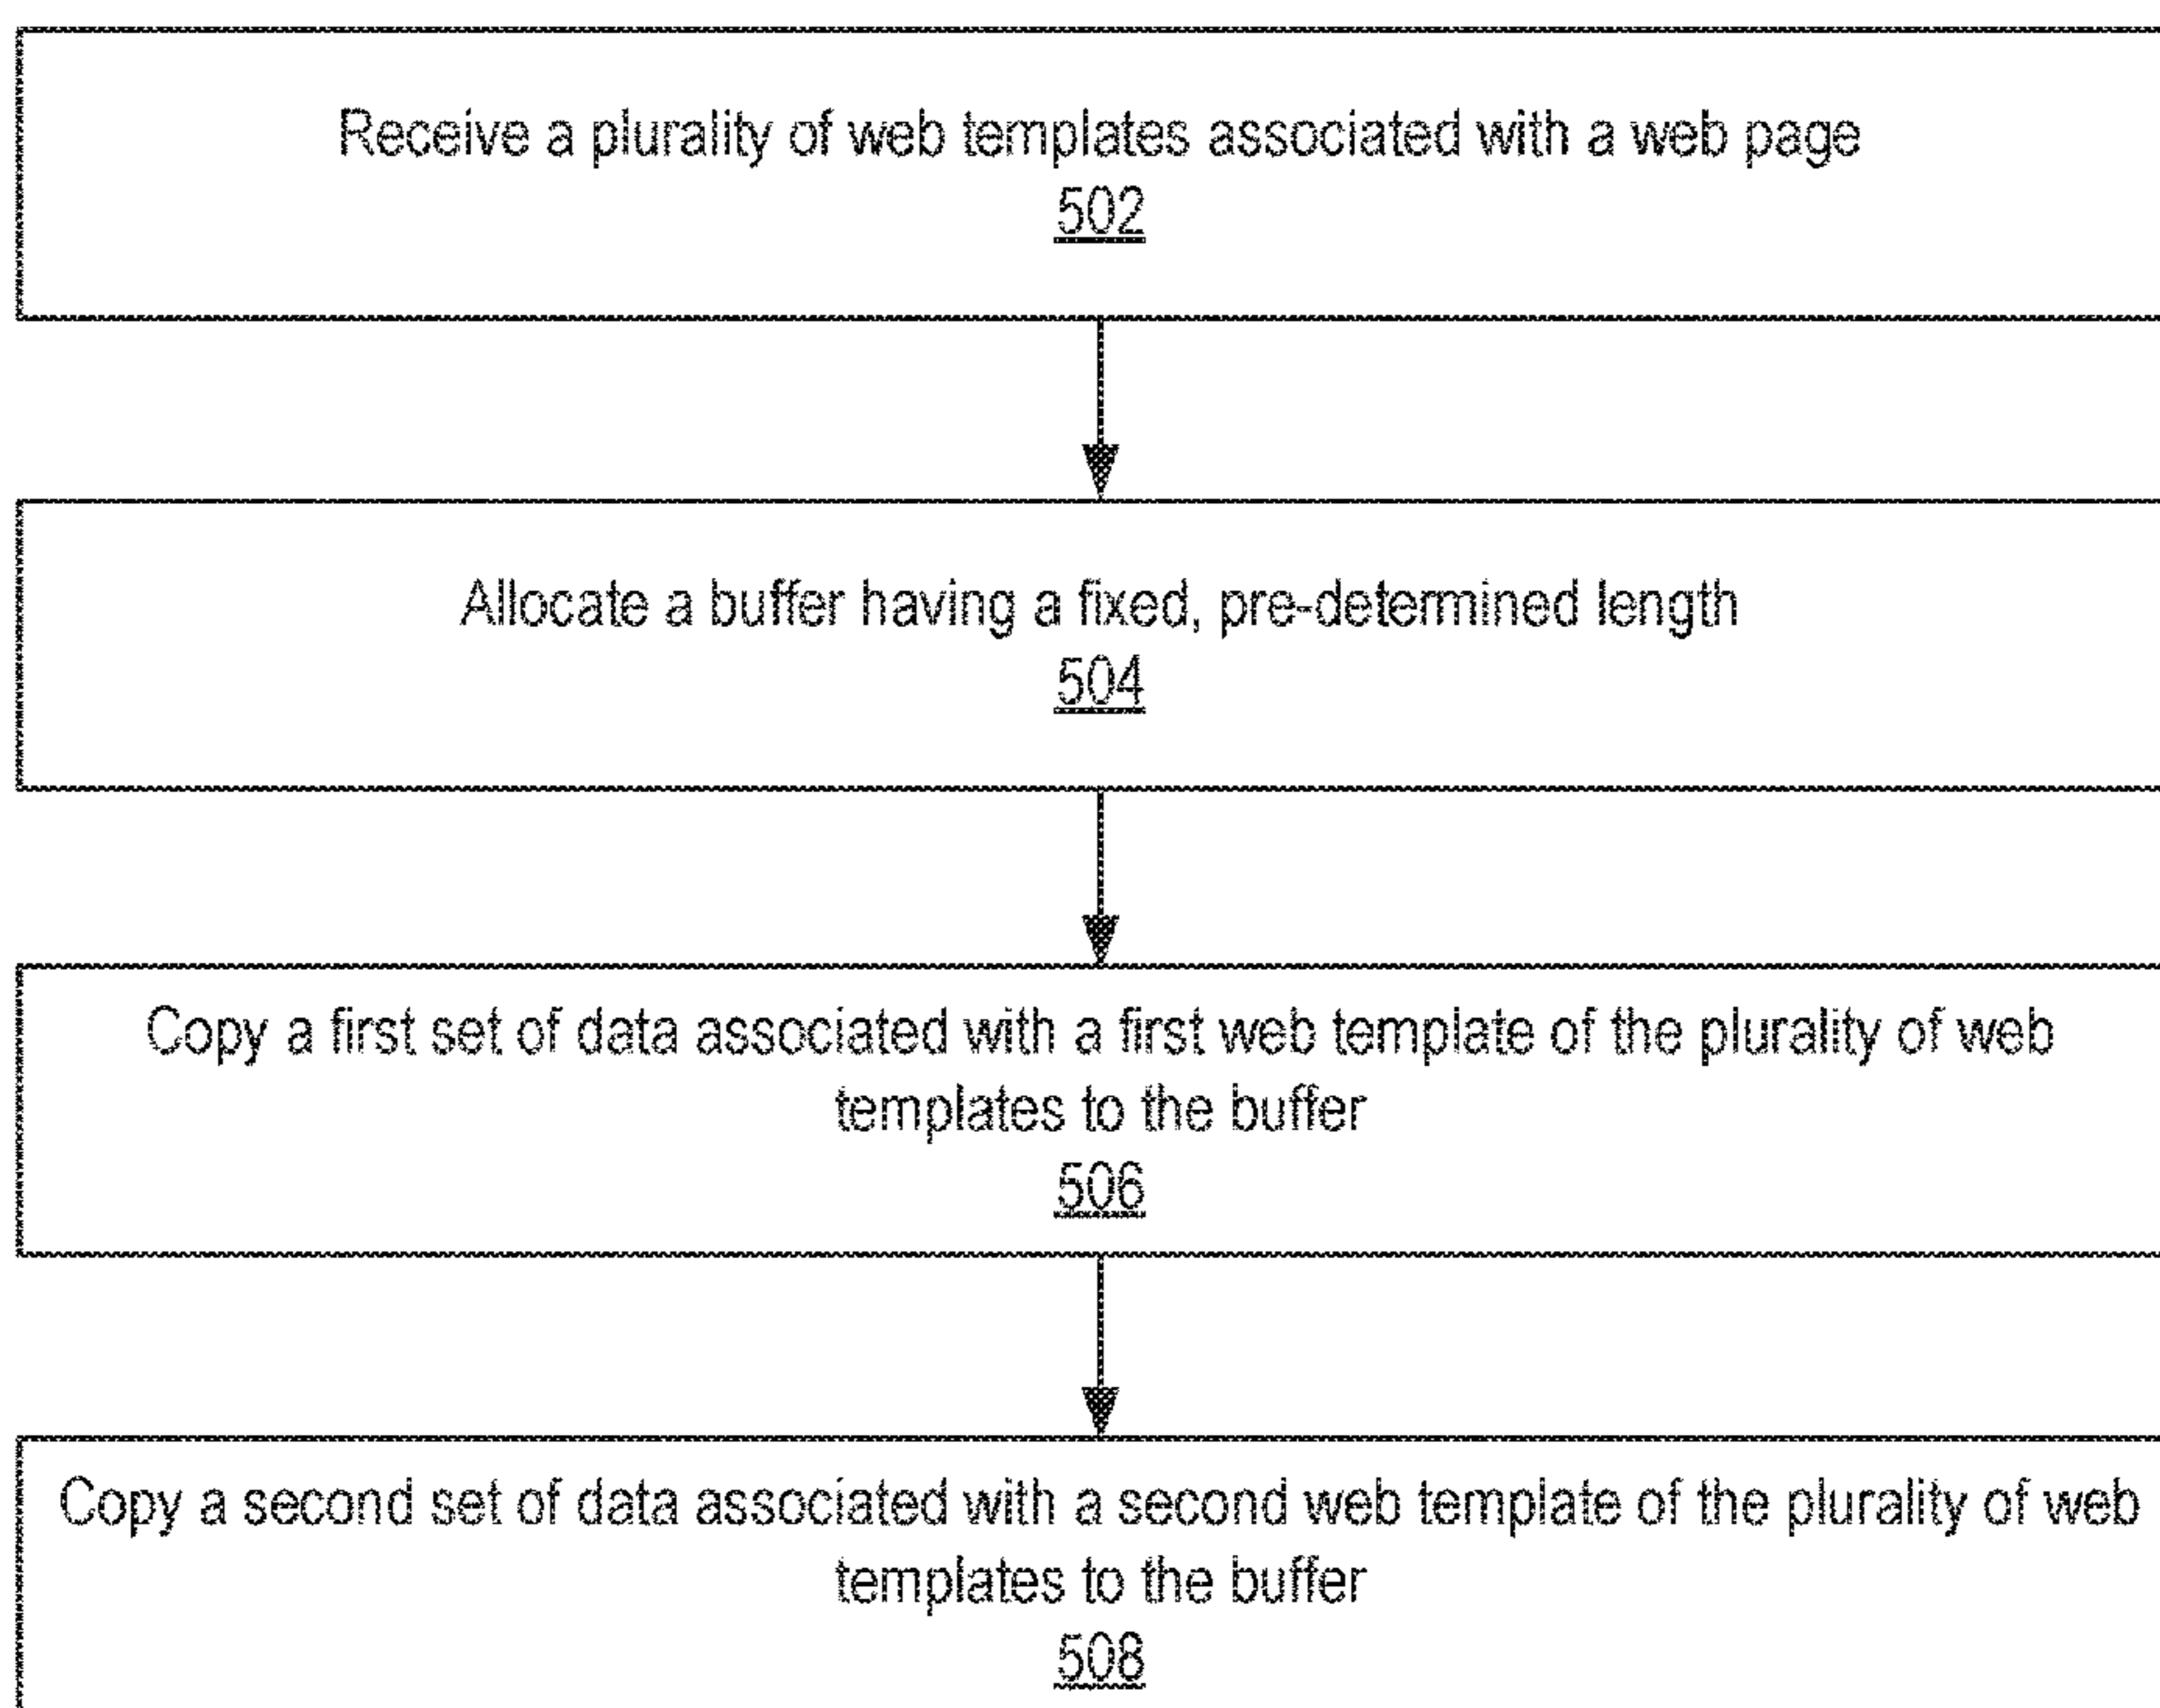 Receive a plurality of web templates associated with a web page
502
Allocate a buffer having a fixed, pre-determined length
504
Copy a first set of data associated with a first web template of the plurality of web
templates to the buffer
506
Copy a second set of data associated with a second web template of the plurality of web
templates to the buffer
508